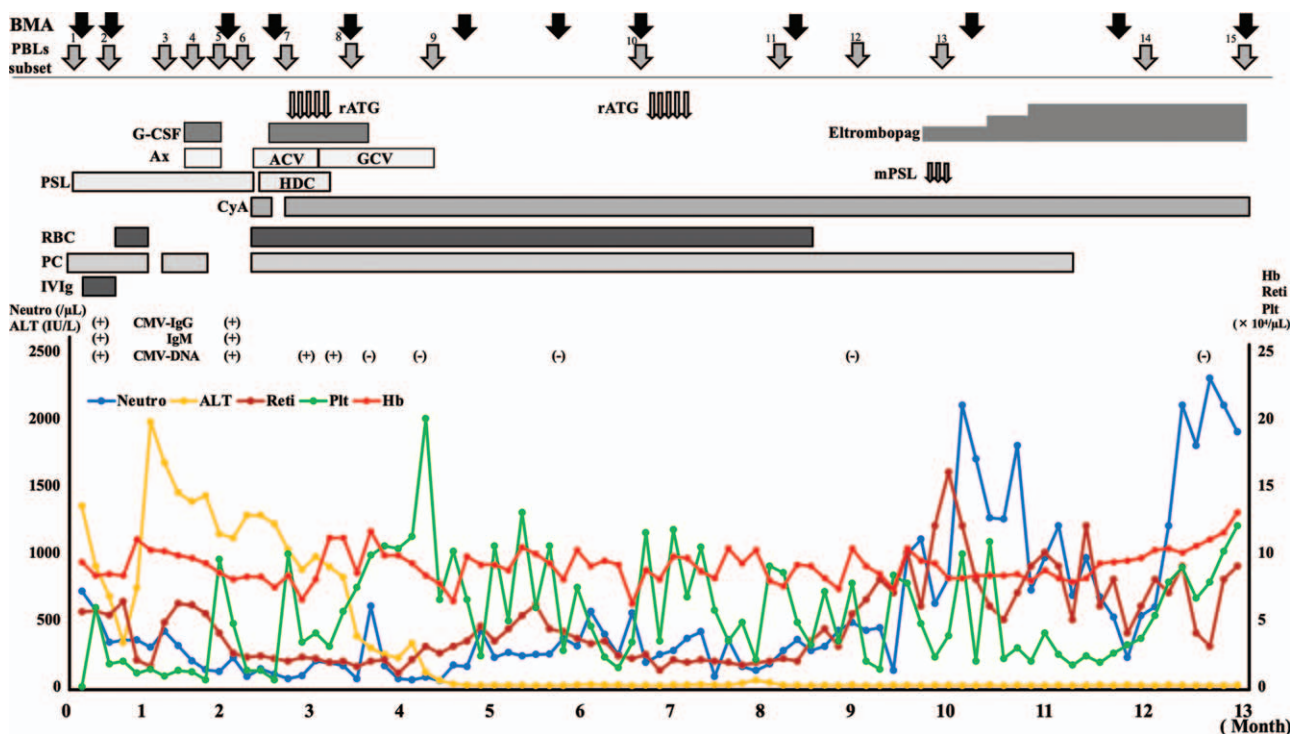 BMA
1 2 3 4 5 6 7 8 9 10 11 12 13 14 15
PBLs
subset
rATG rATG
G-CSF Eltrombopag
Ax ACV GCV
PSL HDC mPSL
CyA
RBC
PC
IVIg
Neutro (/μL)
ALT (IU/L)
Hb
Reti
Plt
(× 10⁴/μL)
(+) CMV-IgG (+)
(+) IgM (+)
(+) CMV-DNA (+) (+) (+) (-) (-) (-) (-) (-)
2500 25
Neutro ALT Reti Plt Hb
2000 20
1500 15
1000 10
500 5
0 0
0 1 2 3 4 5 6 7 8 9 10 11 12 13
( Month)